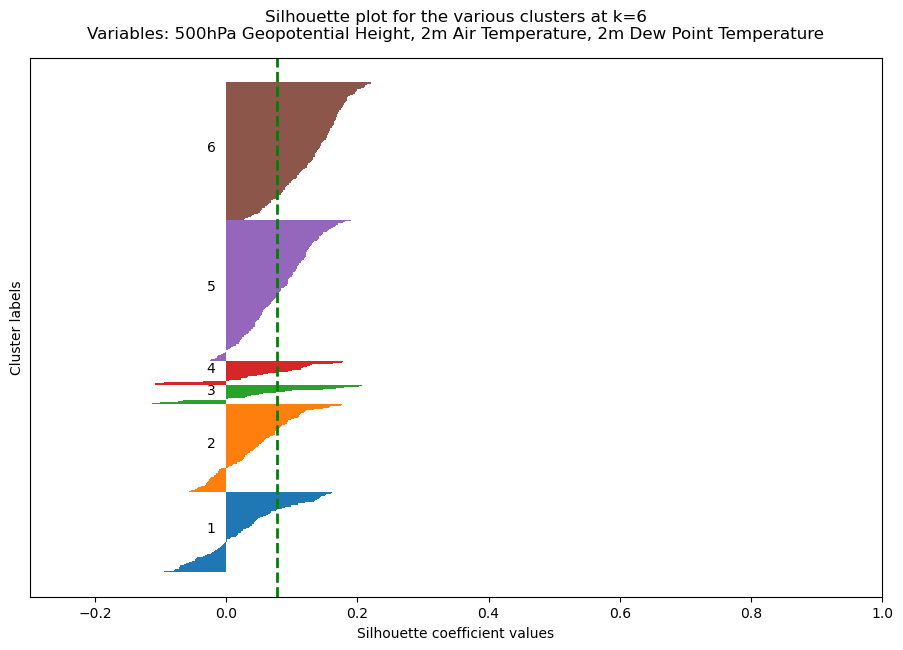 Silhouette plot for the various clusters at k=6
Variables: 500hPa Geopotential Height, 2m Air Temperature, 2m Dew Point Temperature
6
5
4
3
2
1
Cluster labels
−0.2 0.0 0.2 0.4 0.6 0.8 1.0
Silhouette coefficient values